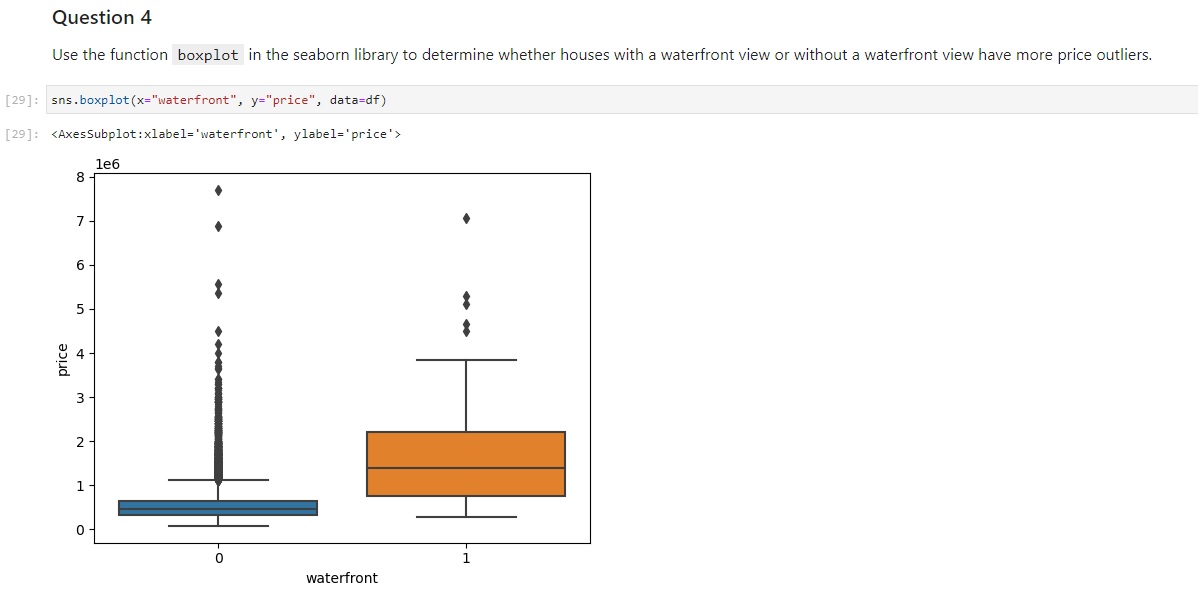 Question 4
Use the function boxplot in the seaborn library to determine whether houses with a waterfront view or without a waterfront view have more price outliers.
[29]: sns.boxplot(x="waterfront", y="price", data=df)
[29]: <AxesSubplot:xlabel='waterfront', ylabel='price'>
1e6
8
7
6
5
4
3
2
1
0
price
0 1
waterfront